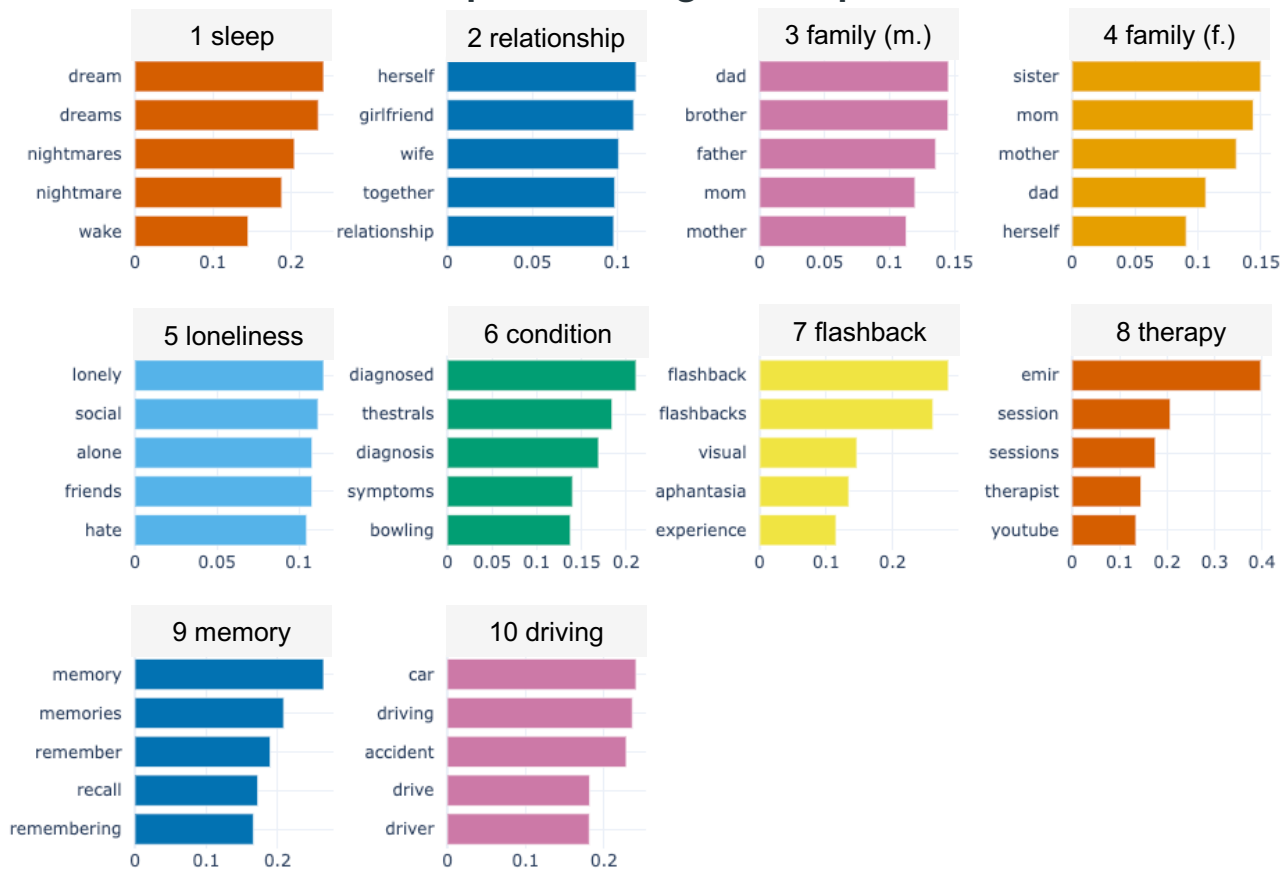 1 sleep
dream
dreams
nightmares
nightmare
wake
0 0.1 0.2
2 relationship
herself
girlfriend
wife
together
relationship
0 0.05 0.1
3 family (m.)
dad
brother
father
mom
mother
0 0.05 0.1 0.15
4 family (f.)
sister
mom
mother
dad
herself
0 0.05 0.1 0.15
5 loneliness
lonely
social
alone
friends
hate
0 0.05 0.1
6 condition
diagnosed
thestrals
diagnosis
symptoms
bowling
0 0.05 0.1 0.15 0.2
7 flashback
flashback
flashbacks
visual
aphantasia
experience
0 0.1 0.2
8 therapy
emir
session
sessions
therapist
youtube
0 0.1 0.2 0.3 0.4
9 memory
memory
memories
remember
recall
remembering
0 0.1 0.2
10 driving
car
driving
accident
drive
driver
0 0.1 0.2